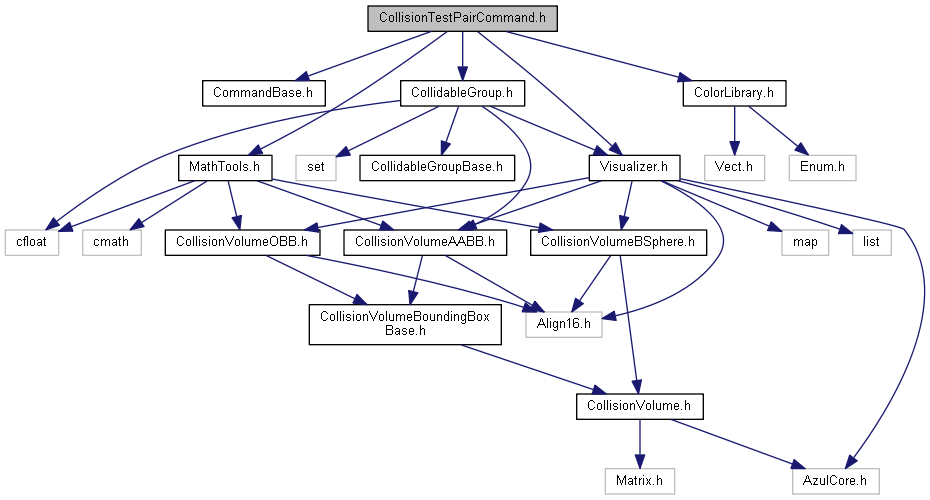 CollisionTestPairCommand.h
CommandBase.h
CollidableGroup.h
ColorLibrary.h
MathTools.h
set
CollidableGroupBase.h
Visualizer.h
Vect.h
Enum.h
cfloat
cmath
CollisionVolumeOBB.h
CollisionVolumeAABB.h
CollisionVolumeBSphere.h
map
list
CollisionVolumeBoundingBox
Base.h
Align16.h
CollisionVolume.h
Matrix.h
AzulCore.h